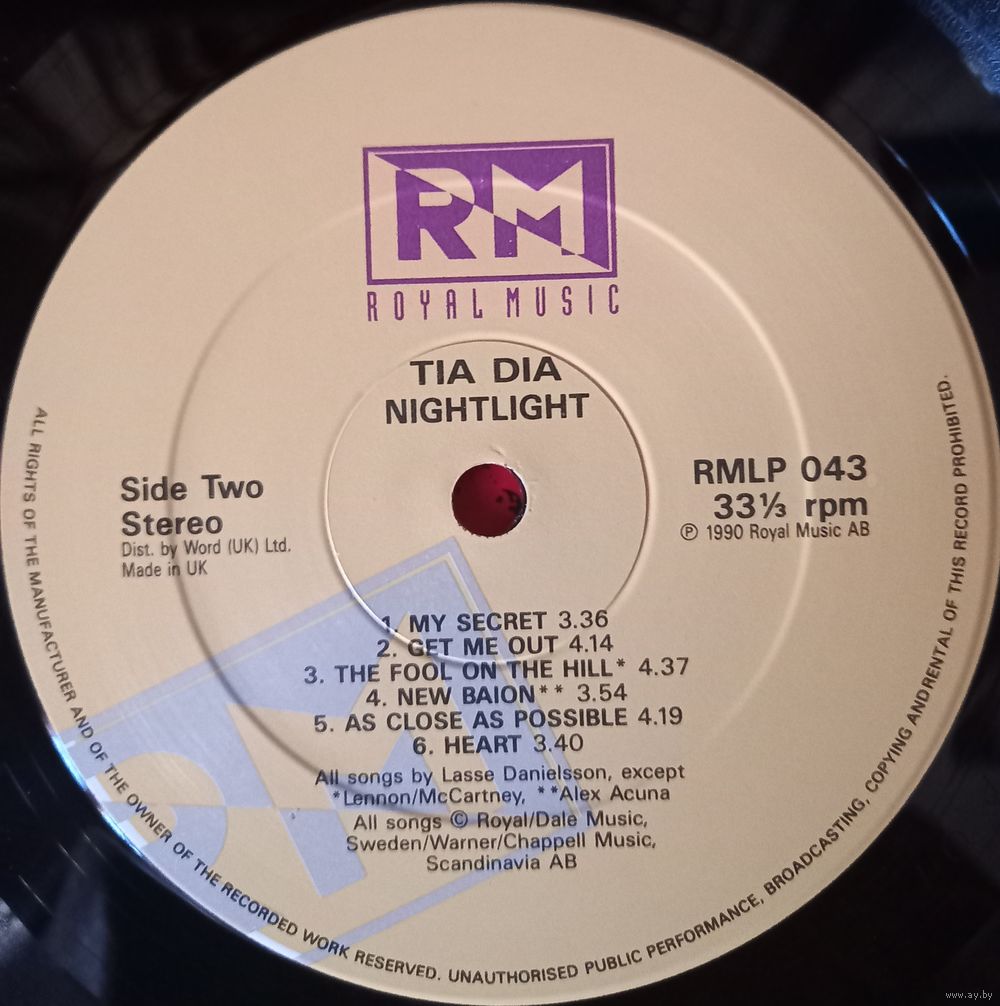 RM
ROYAL MUSIC
TIA DIA
NIGHTLIGHT
Side Two
Stereo
Dist. by Word (UK) Ltd.
Made in UK
RMLP 043
33⅓ rpm
℗ 1990 Royal Music AB
1. MY SECRET 3.36
2. GET ME OUT 4.14
3. THE FOOL ON THE HILL* 4.37
4. NEW BAION** 3.54
5. AS CLOSE AS POSSIBLE 4.19
6. HEART 3.40
All songs by Lasse Danielsson, except
*Lennon/McCartney, **Alex Acuna
All songs © Royal/Dale Music,
Sweden/Warner/Chappell Music,
Scandinavia AB
ALL RIGHTS OF THE MANUFACTURER AND OF THE OWNER OF THE RECORDED WORK RESERVED. UNAUTHORISED PUBLIC PERFORMANCE, BROADCASTING, COPYING AND RENTAL OF THIS RECORD PROHIBITED.
RM
www.ay.by